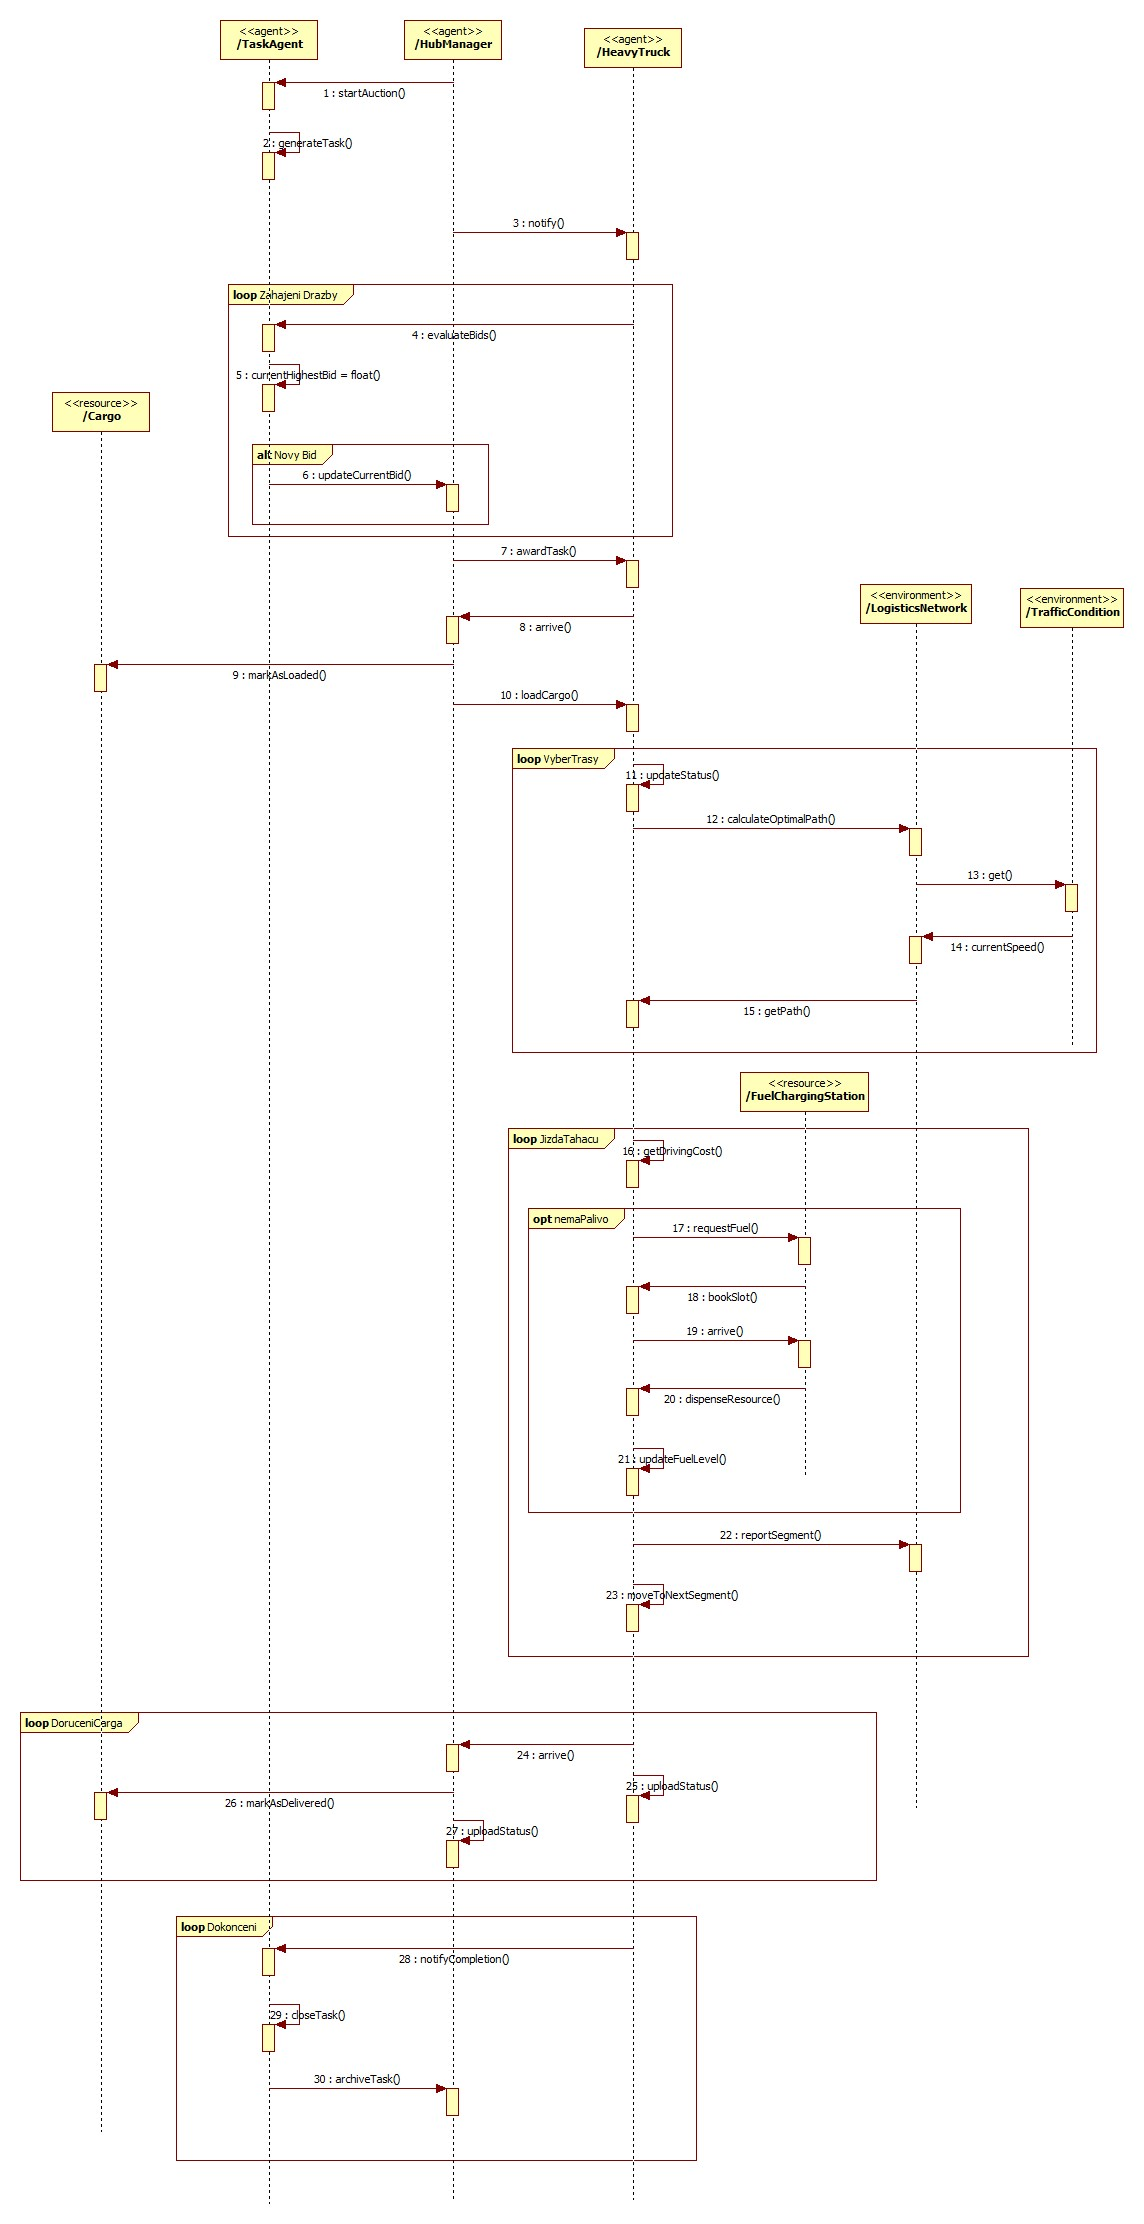 <<agent>>
/TaskAgent
<<agent>>
/HubManager
<<agent>>
/HeavyTruck
1 : startAuction()
2 : generateTask()
3 : notify()
loop Zahajeni Drazby
4 : evaluateBids()
5 : currentHighestBid = float()
<<resource>>
/Cargo
alt Novy Bid
6 : updateCurrentBid()
7 : awardTask()
<<environment>>
/LogisticsNetwork
<<environment>>
/TrafficCondition
8 : arrive()
9 : markAsLoaded()
10 : loadCargo()
loop VyberTrasy
11 : updateStatus()
12 : calculateOptimalPath()
13 : get()
14 : currentSpeed()
15 : getPath()
<<resource>>
/FuelChargingStation
loop JizdaTahacu
16 : getDrivingCost()
opt nemaPalivo
17 : requestFuel()
18 : bookSlot()
19 : arrive()
20 : dispenseResource()
21 : updateFuelLevel()
22 : reportSegment()
23 : moveToNextSegment()
loop DoruceniCarga
24 : arrive()
25 : uploadStatus()
26 : markAsDelivered()
27 : uploadStatus()
loop Dokonceni
28 : notifyCompletion()
29 : closeTask()
30 : archiveTask()